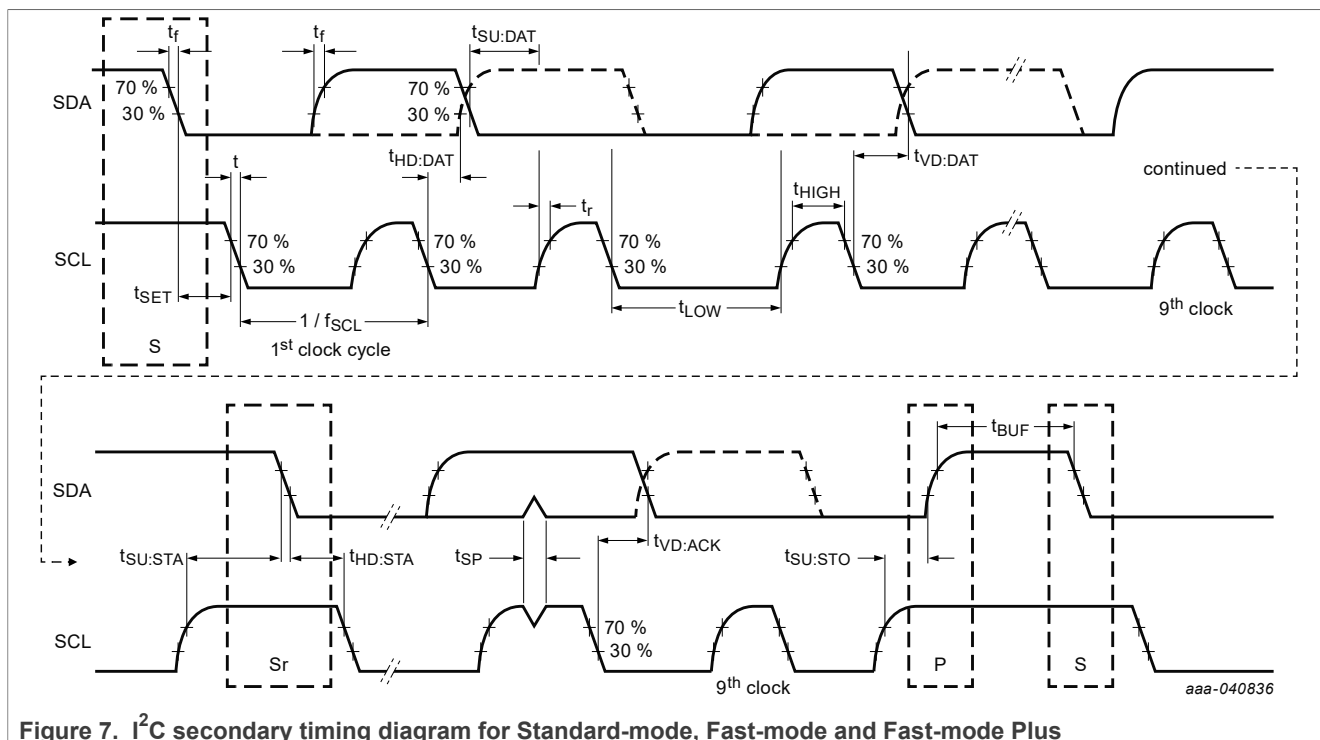 tf tf tSU:DAT
70 % 70 %
SDA
30 % 30 %
tHD:DAT tVD:DAT
t continued
tHIGH
tr
70 % 70 % 70 % 70 %
SCL
30 % 30 % 30 % 30 %
tSET tLOW
1 / fSCL 9th clock
S 1st clock cycle
tBUF
SDA
tSU:STA tHD:STA tSP tVD:ACK tSU:STO
70 %
SCL
30 %
Sr P S
9th clock aaa-040836
Figure 7. I2C secondary timing diagram for Standard-mode, Fast-mode and Fast-mode Plus